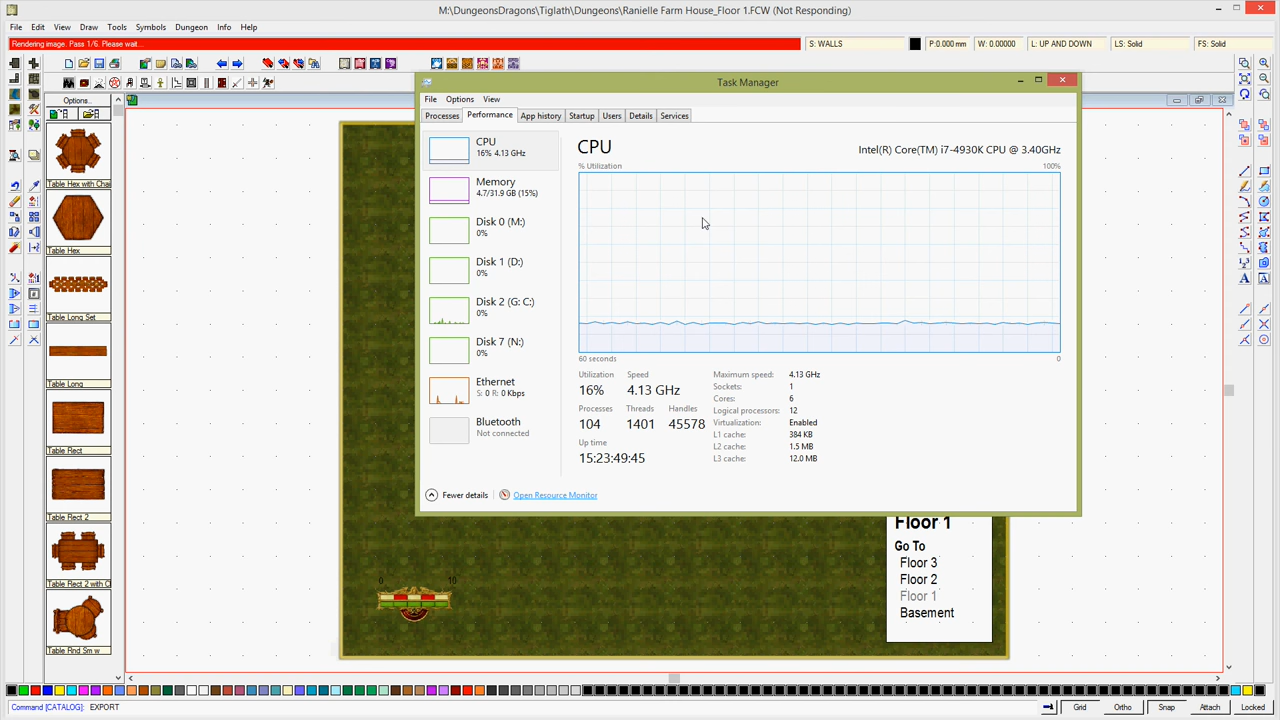 M:\DungeonsDragons\Tiglath\Dungeons\Ranielle Farm House_Floor 1.FCW (Not Responding)
File Edit View Draw Tools Symbols Dungeon Info Help
Rendering image. Pass 1/6. Please wait...
S: WALLS
P:0.000 mm
W: 0.00000
L: UP AND DOWN
LS: Solid
FS: Solid
Options..
Table Hex with Chai
Table Hex
Table Long Set
Table Long
Table Rect
Table Rect 2
Table Rect 2 with C
Table Rnd Sm w
Task Manager
File Options View
Processes Performance App history Startup Users Details Services
CPU
16% 4.13 GHz
Memory
4.7/31.9 GB (15%)
Disk 0 (M:)
0%
Disk 1 (D:)
0%
Disk 2 (G: C:)
0%
Disk 7 (N:)
0%
Ethernet
S: 0 R: 0 Kbps
Bluetooth
Not connected
CPU
Intel(R) Core(TM) i7-4930K CPU @ 3.40GHz
% Utilization
100%
60 seconds
0
Utilization Speed
16% 4.13 GHz
Processes Threads Handles
104 1401 45578
Up time
15:23:49:45
Maximum speed: 4.13 GHz
Sockets: 1
Cores: 6
Logical processors: 12
Virtualization: Enabled
L1 cache: 384 KB
L2 cache: 1.5 MB
L3 cache: 12.0 MB
Fewer details
Open Resource Monitor
Floor 1
Go To
Floor 3
Floor 2
Floor 1
Basement
0 10
Command [CATALOG]: EXPORT
Grid Ortho Snap Attach Locked